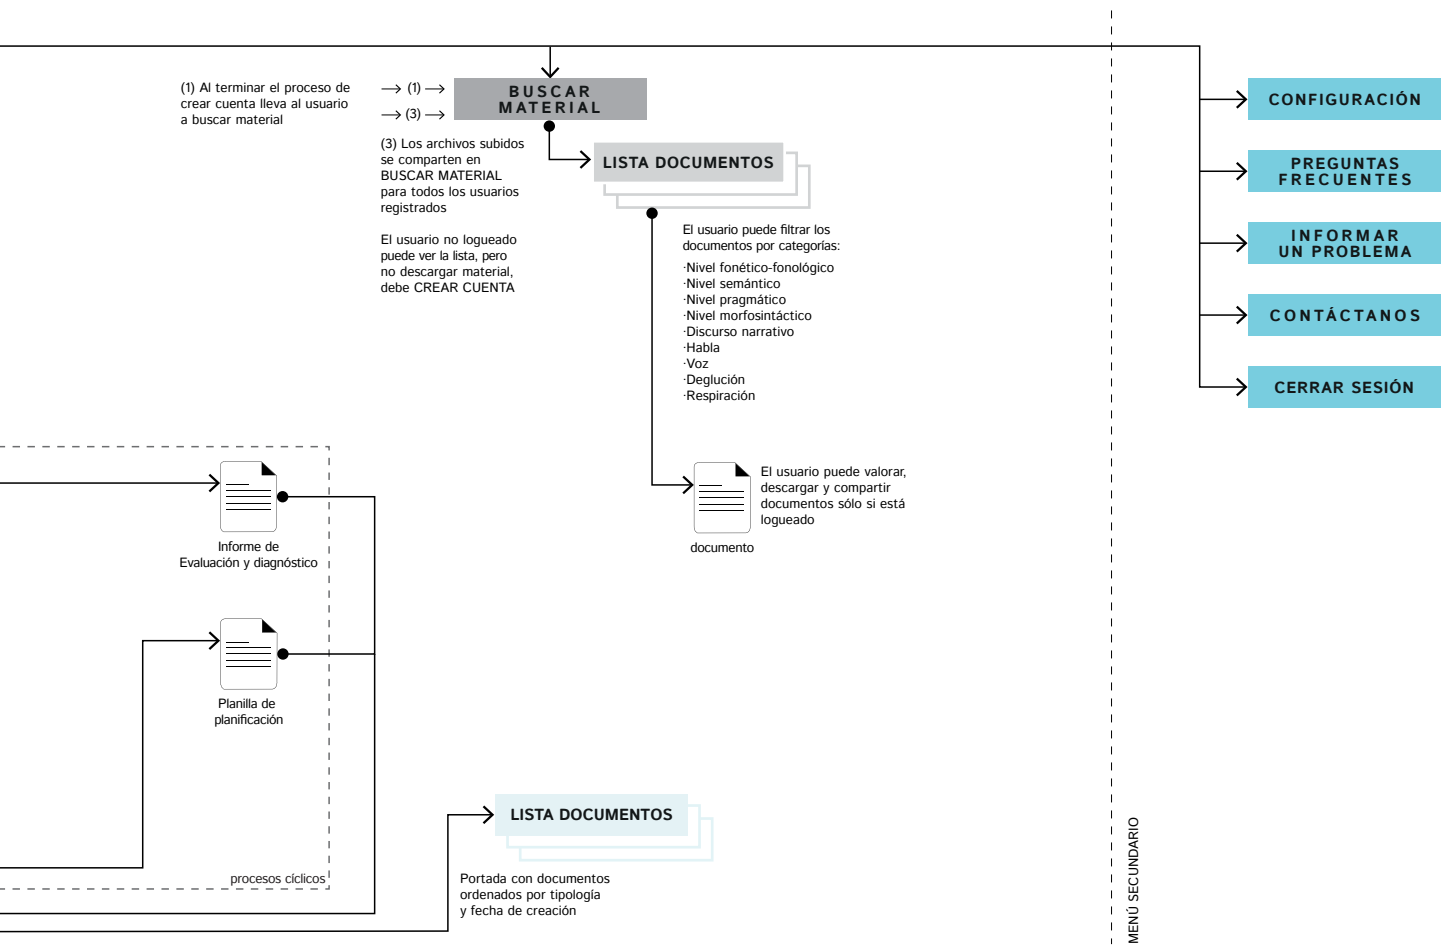 (1) Al terminar el proceso de
crear cuenta lleva al usuario
a buscar material
(1)
(3)
BUSCAR
MATERIAL
(3) Los archivos subidos
se comparten en
BUSCAR MATERIAL
para todos los usuarios
registrados
El usuario no logueado
puede ver la lista, pero
no descargar material,
debe CREAR CUENTA
LISTA DOCUMENTOS
El usuario puede filtrar los
documentos por categorías:
·Nivel fonético-fonológico
·Nivel semántico
·Nivel pragmático
·Nivel morfosintáctico
·Discurso narrativo
·Habla
·Voz
·Deglución
·Respiración
El usuario puede valorar,
descargar y compartir
documentos sólo si está
logueado
documento
CONFIGURACIÓN
PREGUNTAS
FRECUENTES
INFORMAR
UN PROBLEMA
CONTÁCTANOS
CERRAR SESIÓN
Informe de
Evaluación y diagnóstico
Planilla de
planificación
procesos cíclicos
LISTA DOCUMENTOS
Portada con documentos
ordenados por tipología
y fecha de creación
MENÚ SECUNDARIO